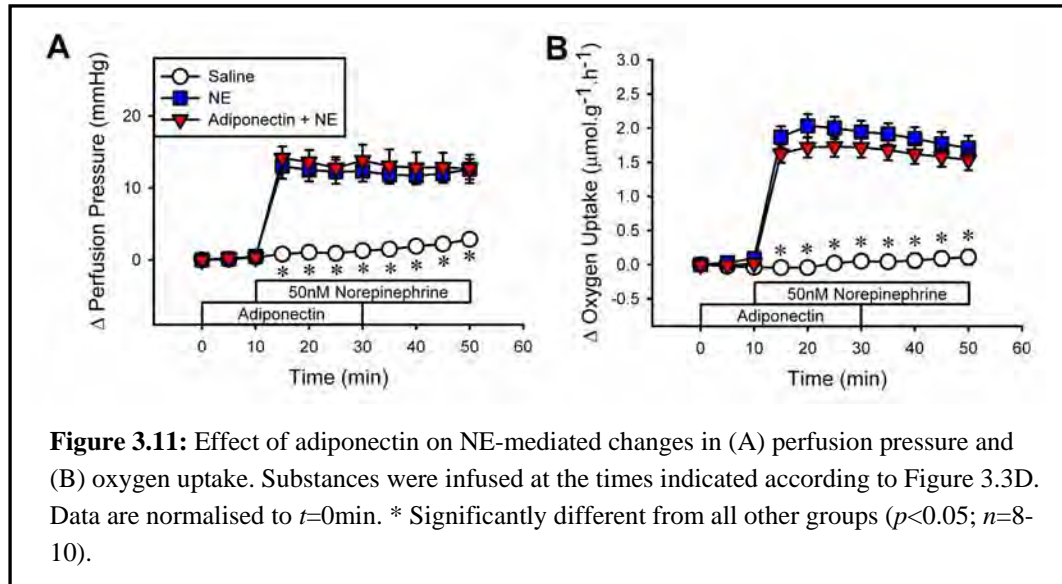 A
Δ Perfusion Pressure (mmHg)
20
10
0
Saline
NE
Adiponectin + NE
* * * * * * * *
50nM Norepinephrine
Adiponectin
0 10 20 30 40 50 60
Time (min)
B
Δ Oxygen Uptake (μmol.g⁻¹.h⁻¹)
3.0
2.5
2.0
1.5
1.0
0.5
0.0
-0.5
* * * * * * * *
50nM Norepinephrine
Adiponectin
0 10 20 30 40 50 60
Time (min)
Figure 3.11: Effect of adiponectin on NE-mediated changes in (A) perfusion pressure and
(B) oxygen uptake. Substances were infused at the times indicated according to Figure 3.3D.
Data are normalised to t=0min. * Significantly different from all other groups (p<0.05; n=8-
10).